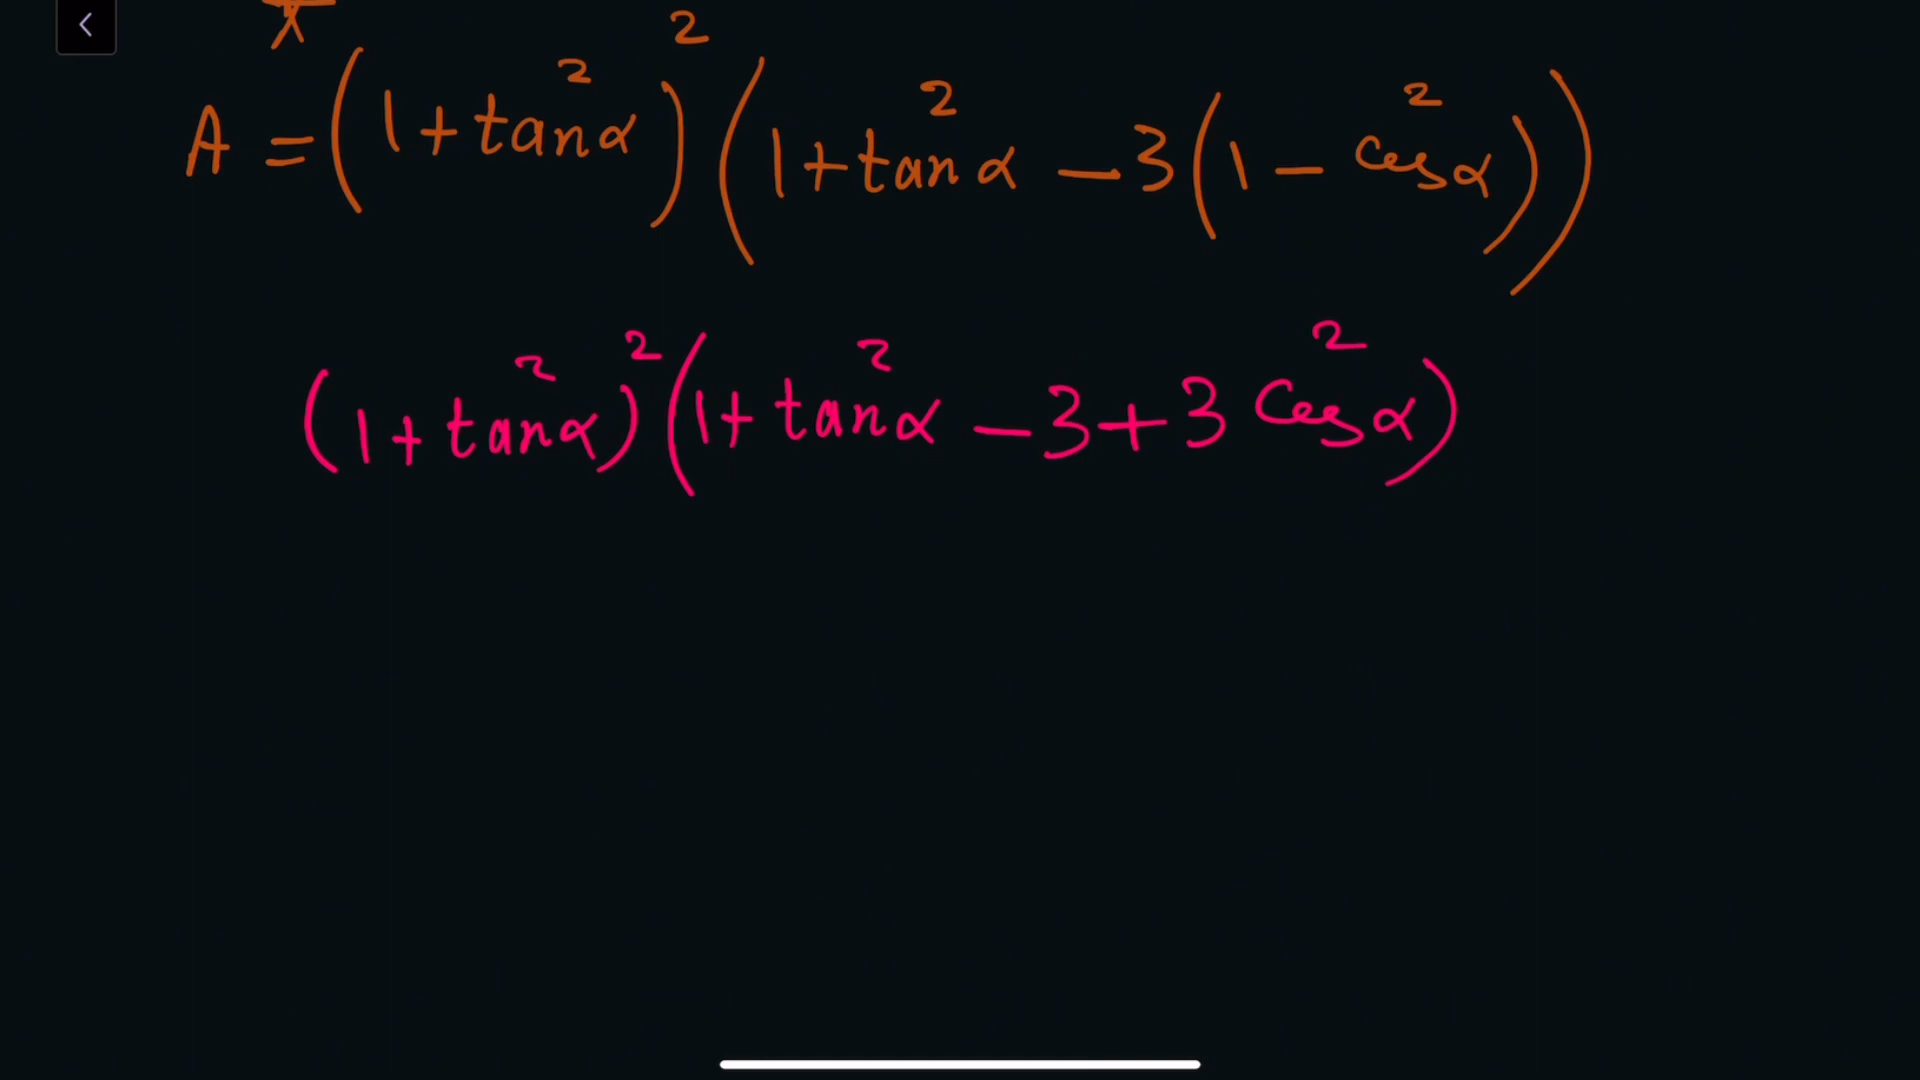 A = (1 + tan²α)² (1 + tan²α – 3 (1 – cos²α))
(1 + tan²α)² (1 + tan²α – 3 + 3 cos²α)